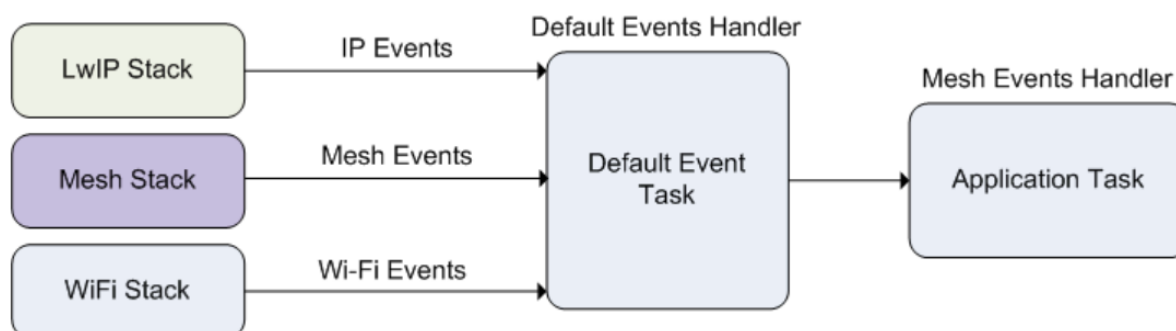 Default Events Handler
IP Events
LwIP Stack
Mesh Events Handler
Mesh Events
Default Event
Task
Mesh Stack
Application Task
Wi-Fi Events
WiFi Stack